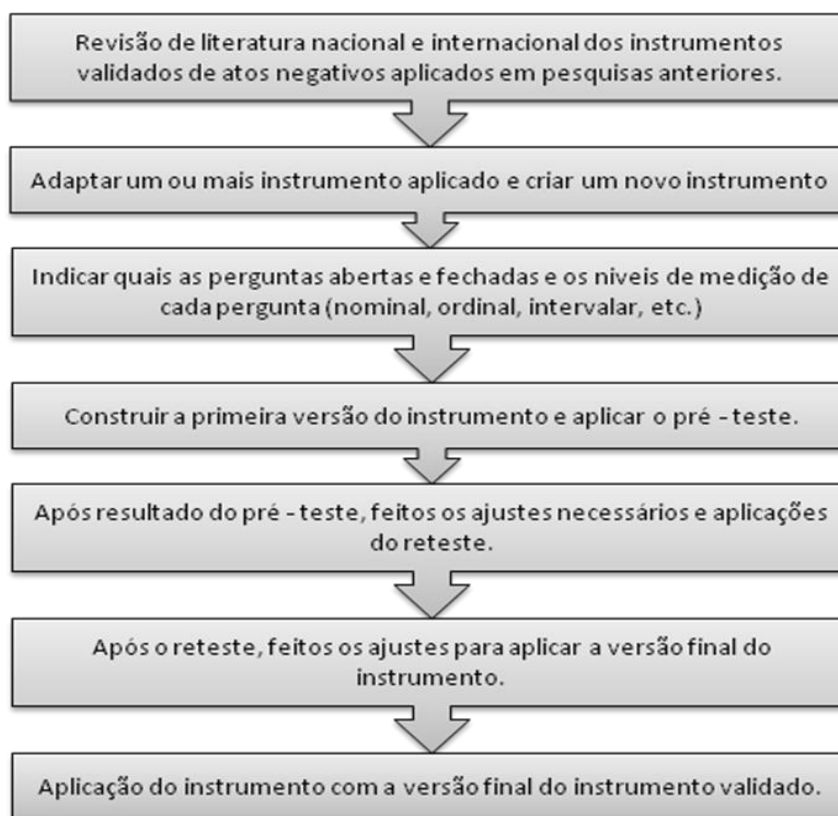 Revisão de literatura nacional e internacional dos instrumentos
validados de atos negativos aplicados em pesquisas anteriores.
Adaptar um ou mais instrumento aplicado e criar um novo instrumento
Indicar quais as perguntas abertas e fechadas e os niveis de medição de
cada pergunta (nominal, ordinal, intervalar, etc.)
Construir a primeira versão do instrumento e aplicar o pré - teste.
Após resultado do pré - teste, feitos os ajustes necessários e aplicações
do reteste.
Após o reteste, feitos os ajustes para aplicar a versão final do
instrumento.
Aplicação do instrumento com a versão final do instrumento validado.